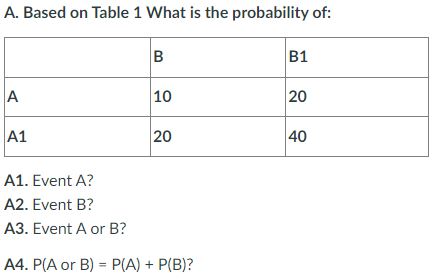 A. Based on Table 1 What is the probability of:
B B1
A 10 20
A1 20 40
A1. Event A?
A2. Event B?
A3. Event A or B?
A4. P(A or B) = P(A) + P(B)?